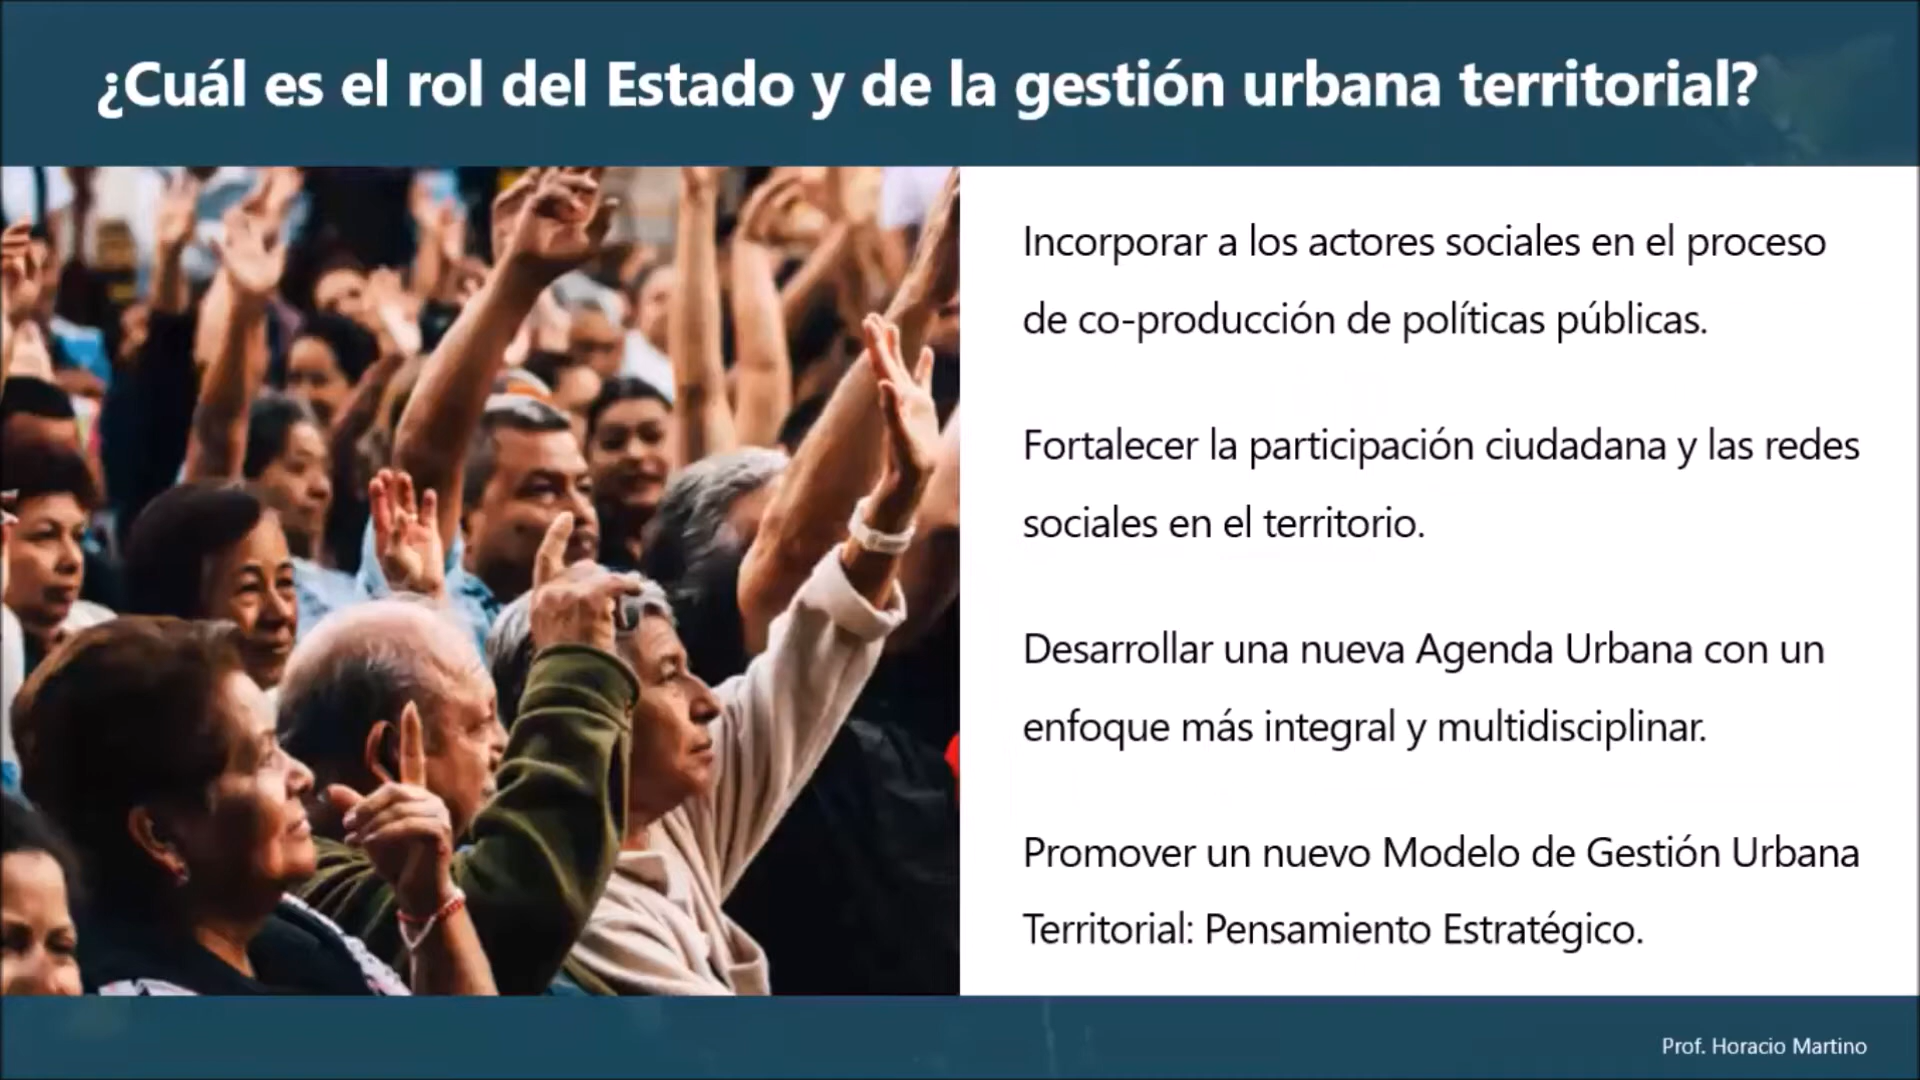 ¿Cuál es el rol del Estado y de la gestión urbana territorial?
Incorporar a los actores sociales en el proceso
de co-producción de políticas públicas.
Fortalecer la participación ciudadana y las redes
sociales en el territorio.
Desarrollar una nueva Agenda Urbana con un
enfoque más integral y multidisciplinar.
Promover un nuevo Modelo de Gestión Urbana
Territorial: Pensamiento Estratégico.
Prof. Horacio Martino